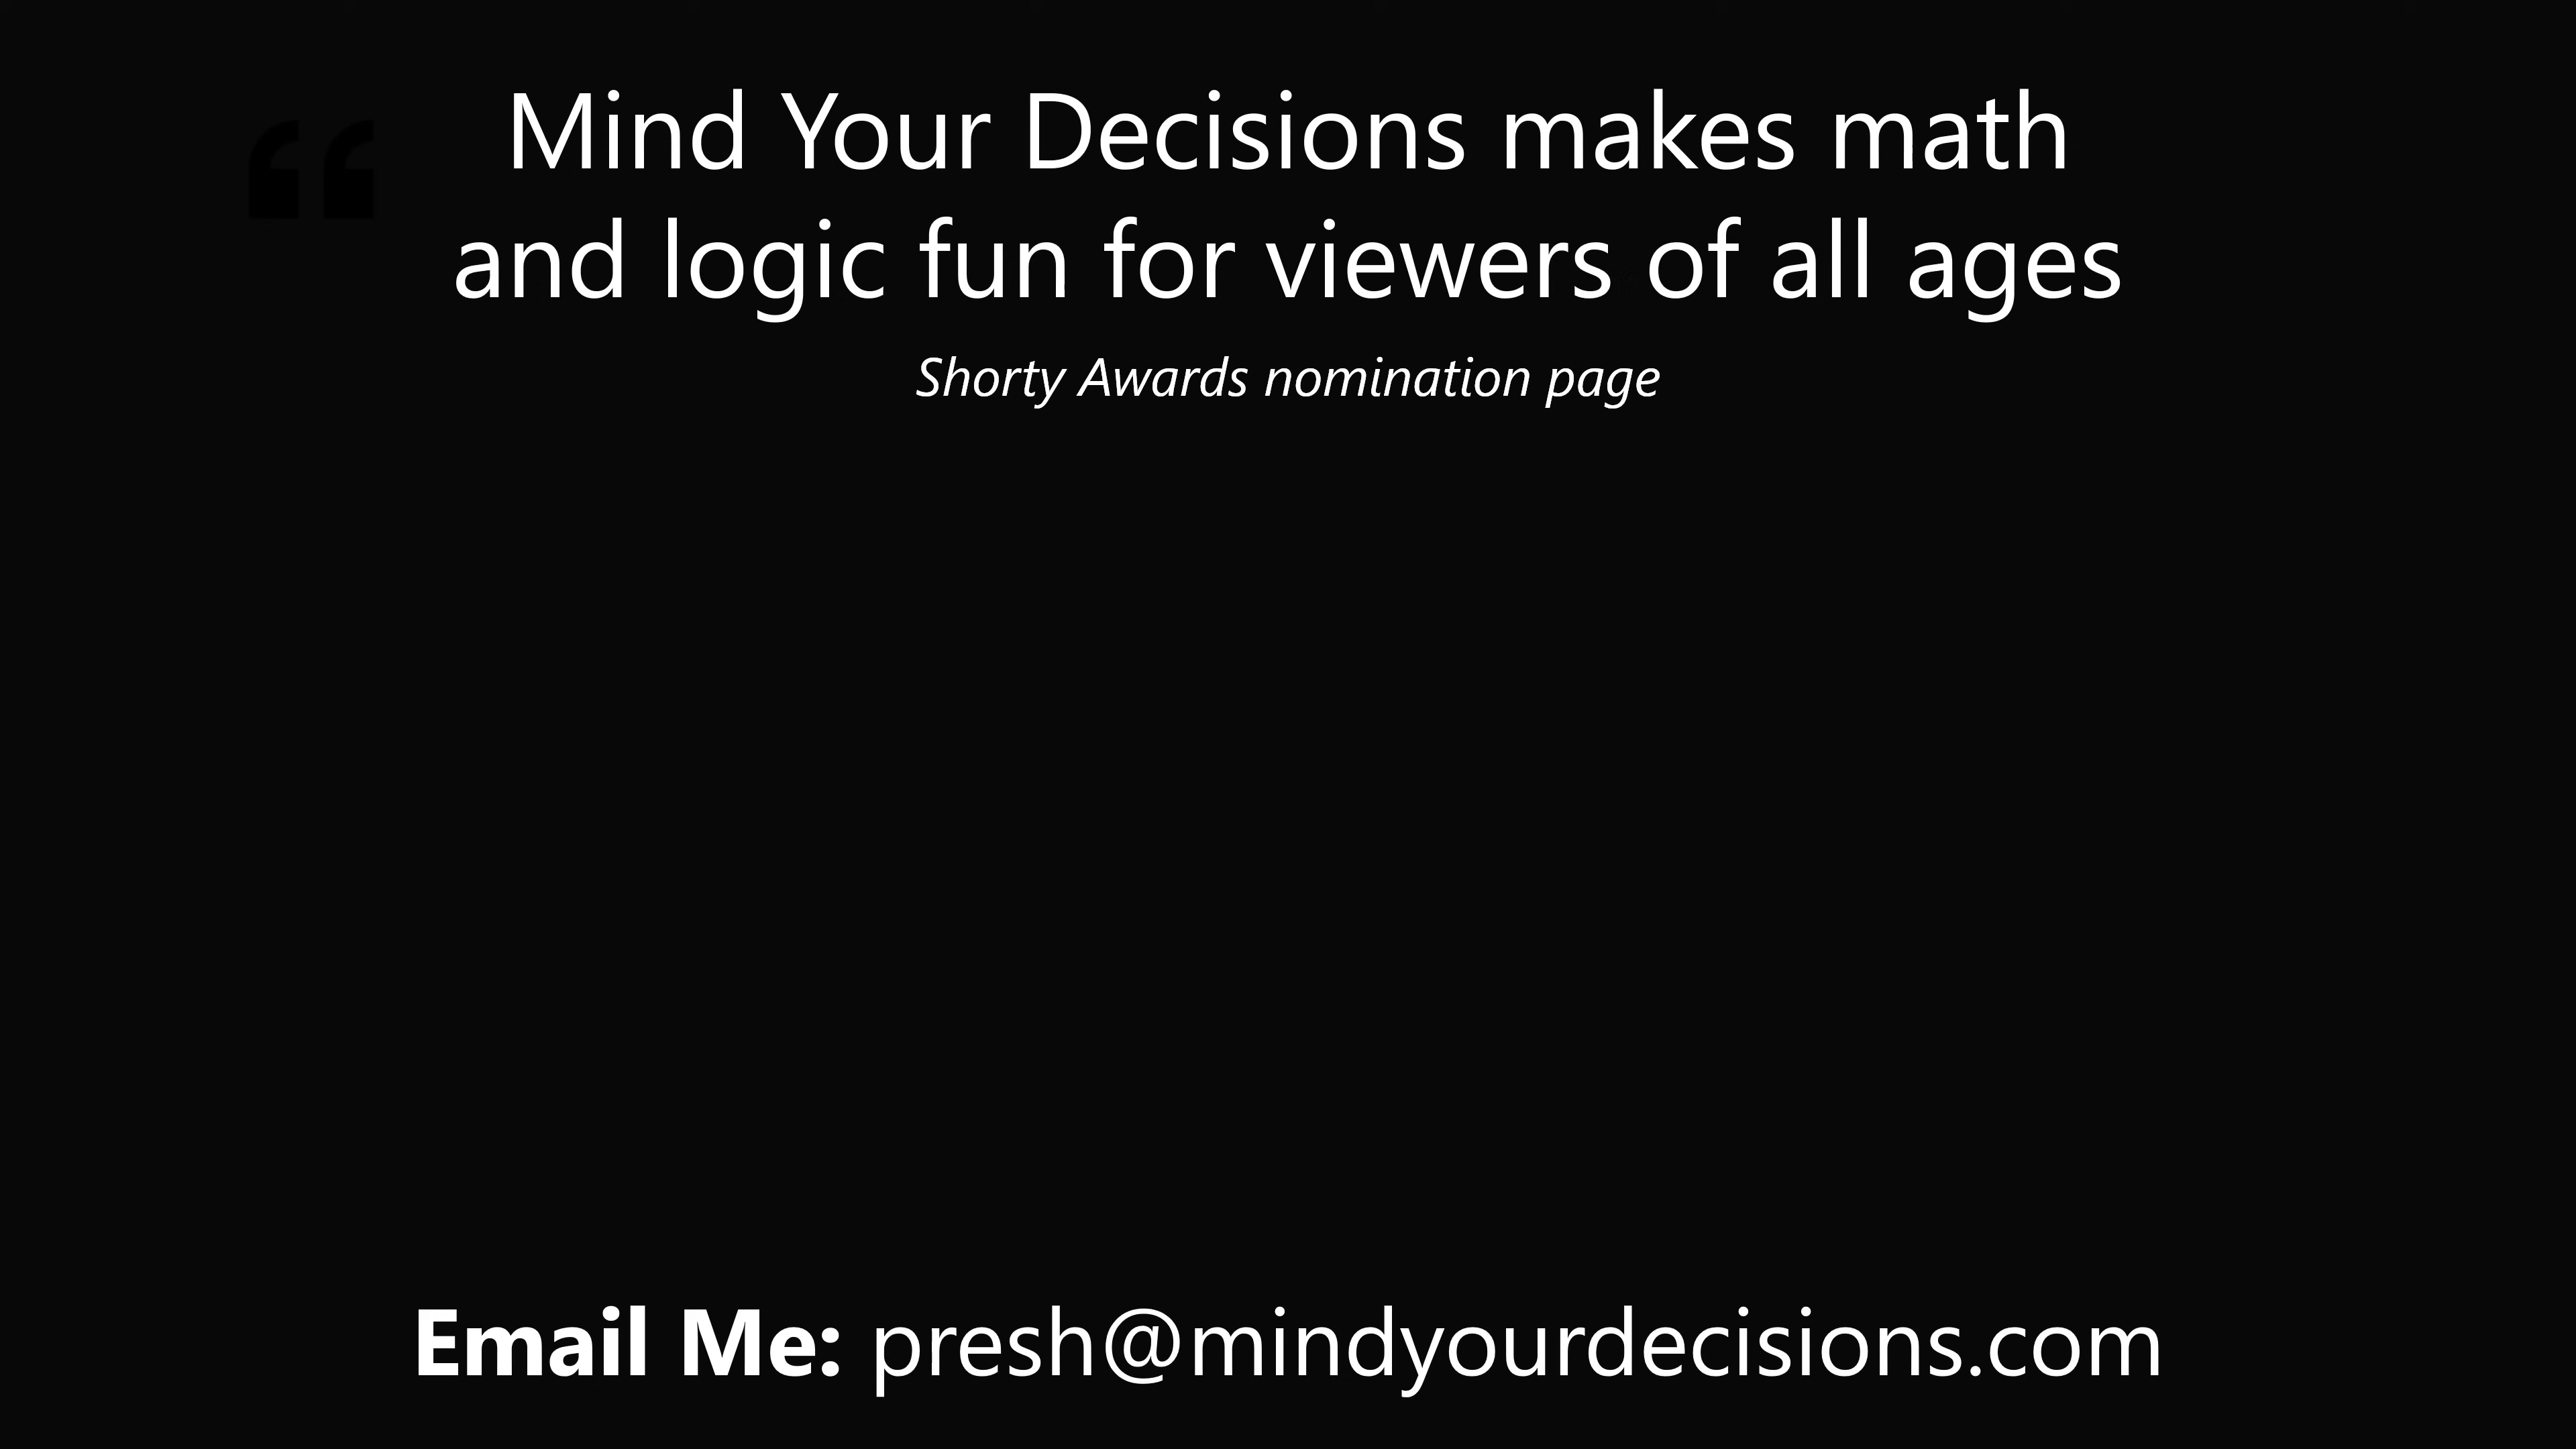 “ Mind Your Decisions makes math
and logic fun for viewers of all ages
Shorty Awards nomination page
Email Me: presh@mindyourdecisions.com